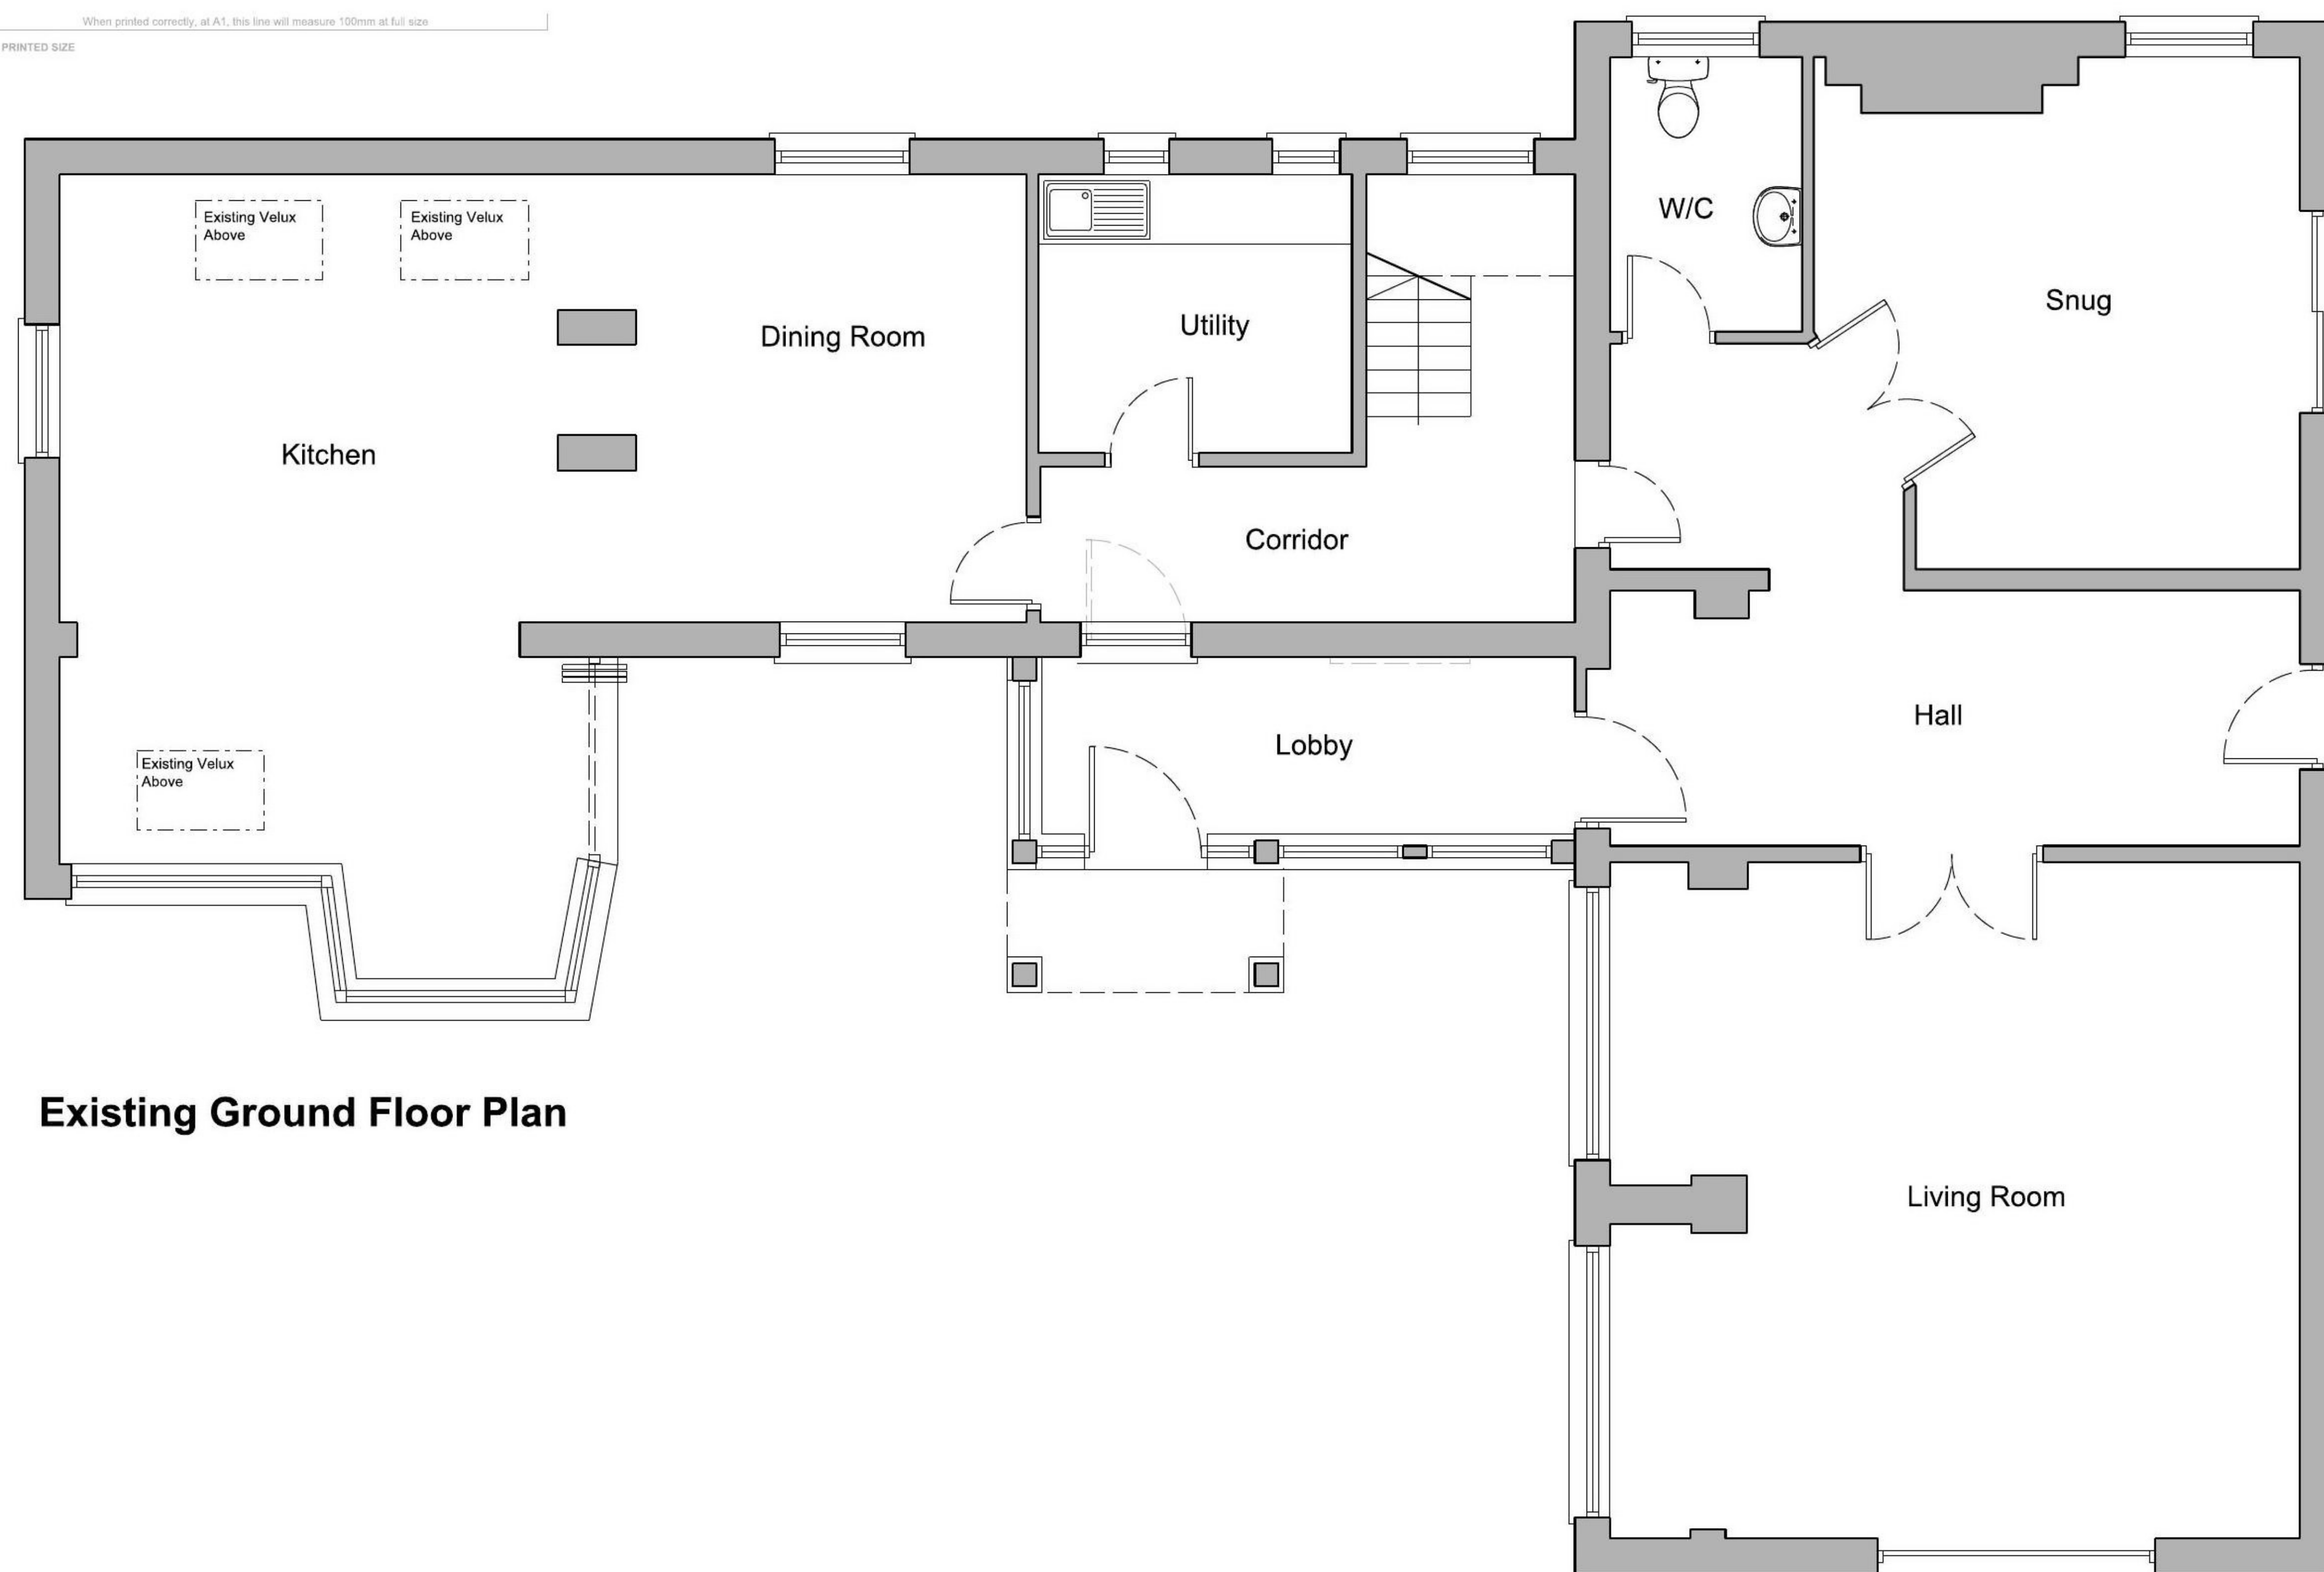 When printed correctly, at A1, this line will measure 100mm at full size
PRINTED SIZE
Existing Velux
Above
Existing Velux
Above
W/C
Snug
Utility
Dining Room
Kitchen
Corridor
Hall
Lobby
Existing Velux
Above
Existing Ground Floor Plan
Living Room